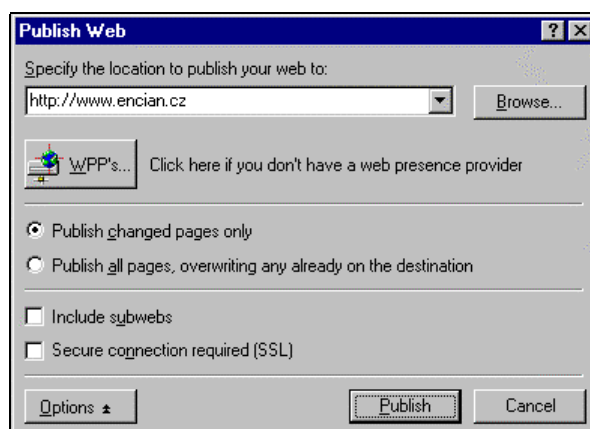 Publish Web
Specify the location to publish your web to:
http://www.encian.cz
Browse...
WPP's...
Click here if you don't have a web presence provider
Publish changed pages only
Publish all pages, overwriting any already on the destination
Include subwebs
Secure connection required (SSL)
Options
Publish
Cancel